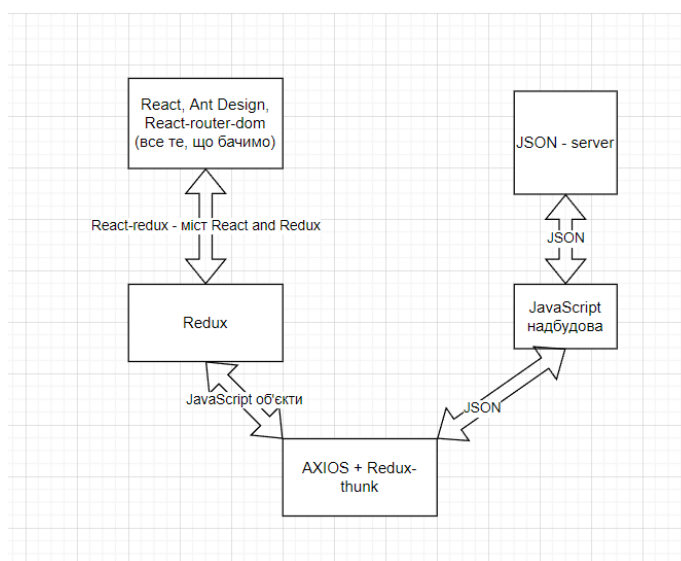 React, Ant Design,
React-router-dom
(все те, що бачимо)
JSON - server
React-redux - міст React and Redux
JSON
Redux
JavaScript
надбудова
JavaScript об'єкти
JSON
AXIOS + Redux-
thunk